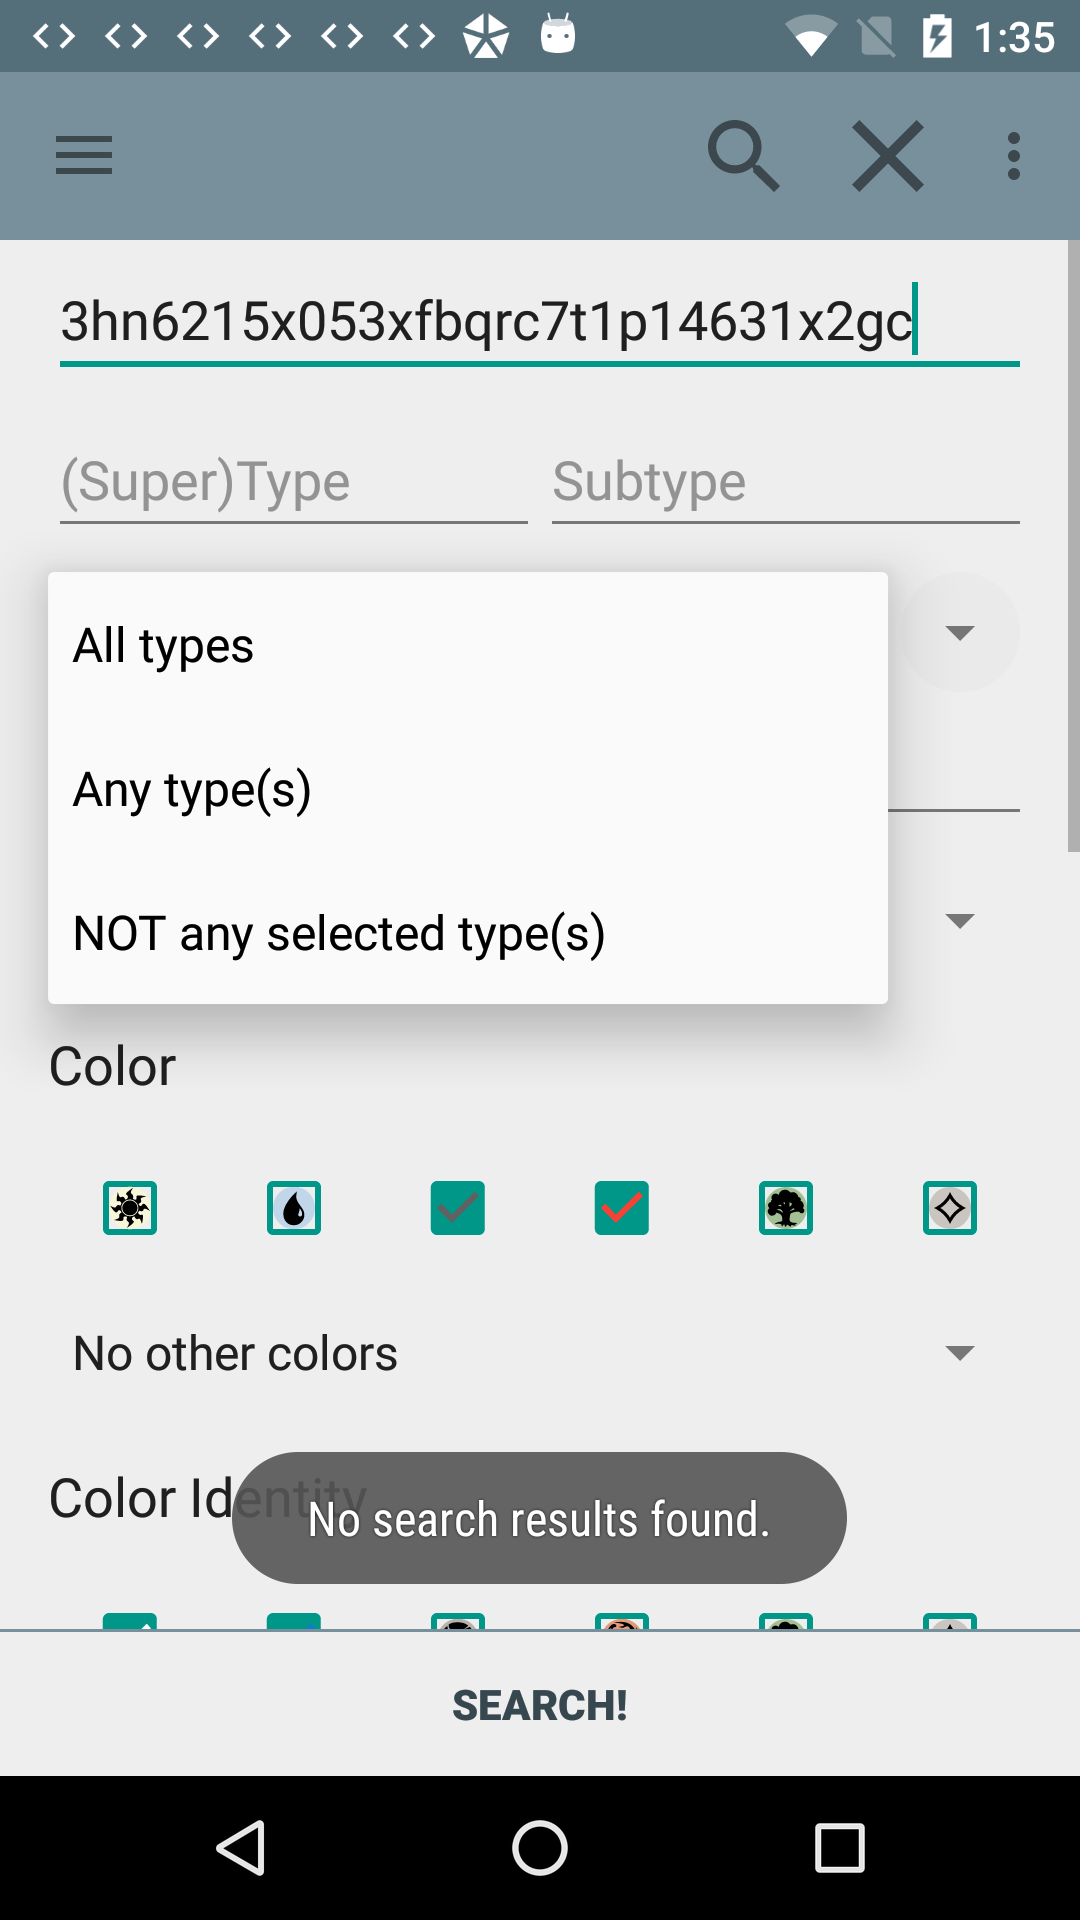 1:35
3hn6215x053xfbqrc7t1p14631x2gc
(Super)Type Subtype
All types
Any type(s)
NOT any selected type(s)
Color
No other colors
Color Identity
No search results found.
SEARCH!